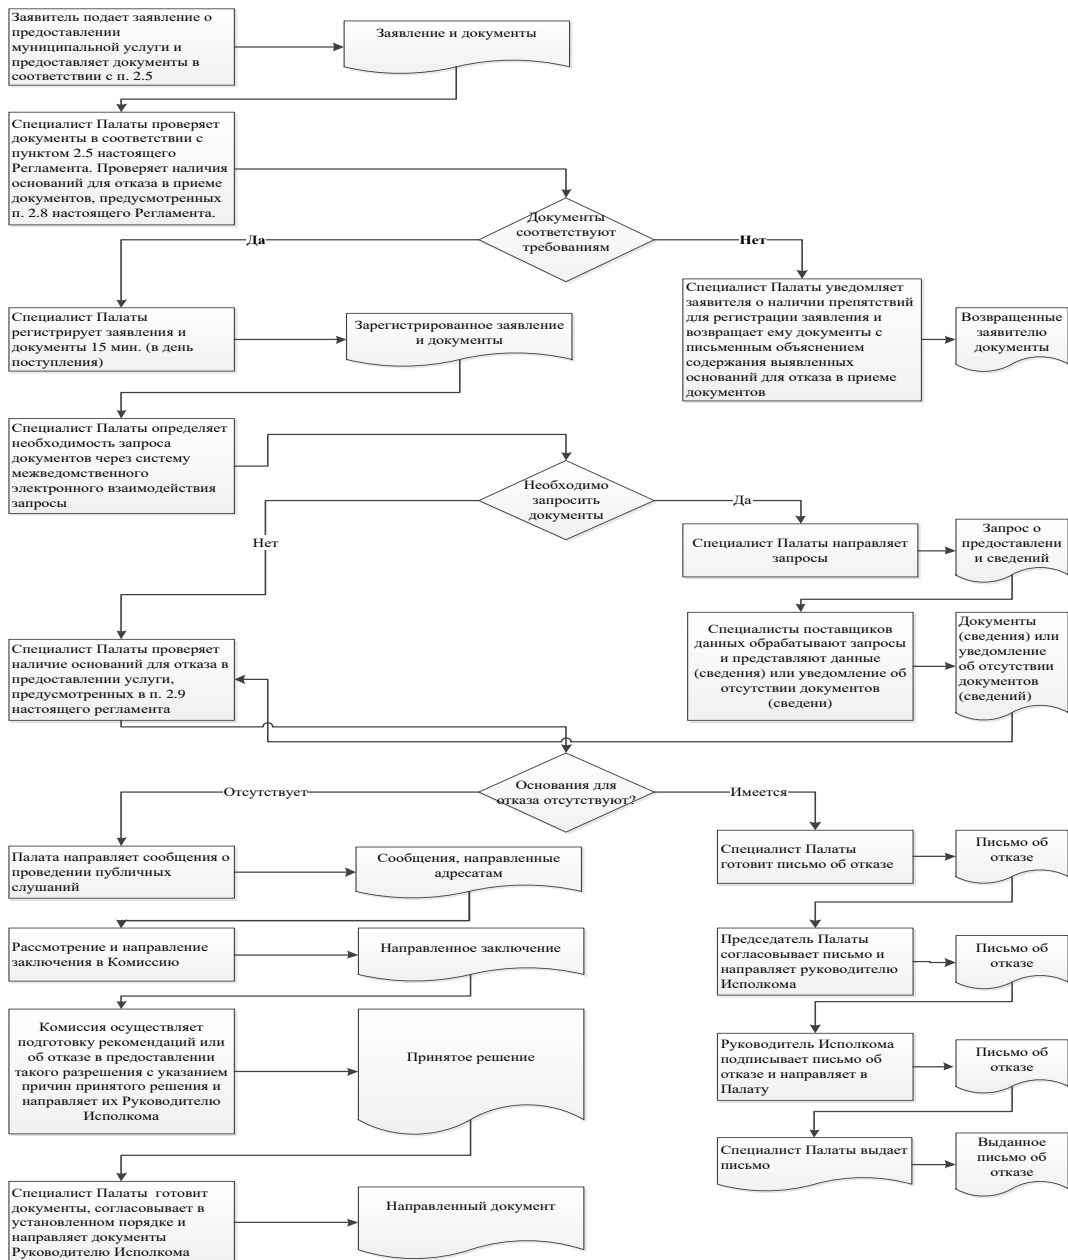 Заявитель подает заявление о
предоставлении
муниципальной услуги и
предоставляет документы в
соответствии с п. 2.5
Заявление и документы
Специалист Палаты проверяет
документы в соответствии с
пунктом 2.5 настоящего
Регламента. Проверяет наличия
оснований для отказа в приеме
документов, предусмотренных
п. 2.8 настоящего Регламента.
Документы
соответствуют
требованиям
Да
Нет
Специалист Палаты
регистрирует заявления и
документы 15 мин. (в день
поступления)
Зарегистрированное заявление
и документы
Специалист Палаты уведомляет
заявителя о наличии препятствий
для регистрации заявления и
возвращает ему документы с
письменным объяснением
содержания выявленных
оснований для отказа в приеме
документов
Возвращенные
заявителю
документы
Специалист Палаты определяет
необходимость запроса
документов через систему
межведомственного
электронного взаимодействия
запросы
Необходимо
запросить
документы
Да
Нет
Специалист Палаты направляет
запросы
Запрос о
предоставлени
и сведений
Специалист Палаты проверяет
наличие оснований для отказа в
предоставлении услуги,
предусмотренных в п. 2.9
настоящего регламента
Специалисты поставщиков
данных обрабатывают запросы
и представляют данные
(сведения) или уведомление об
отсутствии документов
(сведени)
Документы
(сведения) или
уведомление
об отсутствии
документов
(сведений)
Основания для
отказа отсутствуют?
Отсутствует
Имеется
Палата направляет сообщения о
проведении публичных
слушаний
Сообщения, направленные
адресатам
Специалист Палаты
готовит письмо об отказе
Письмо об
отказе
Рассмотрение и направление
заключения в Комиссию
Направленное заключение
Председатель Палаты
согласовывает письмо и
направляет руководителю
Исполкома
Письмо об
отказе
Комиссия осуществляет
подготовку рекомендаций или
об отказе в предоставлении
такого разрешения с указанием
причин принятого решения и
направляет их Руководителю
Исполкома
Принятое решение
Руководитель Исполкома
подписывает письмо об
отказе и направляет в
Палату
Письмо об
отказе
Специалист Палаты выдает
письмо
Выданное
письмо об
отказе
Специалист Палаты  готовит
документы, согласовывает в
установленном порядке и
направляет документы
Руководителю Исполкома
Направленный документ